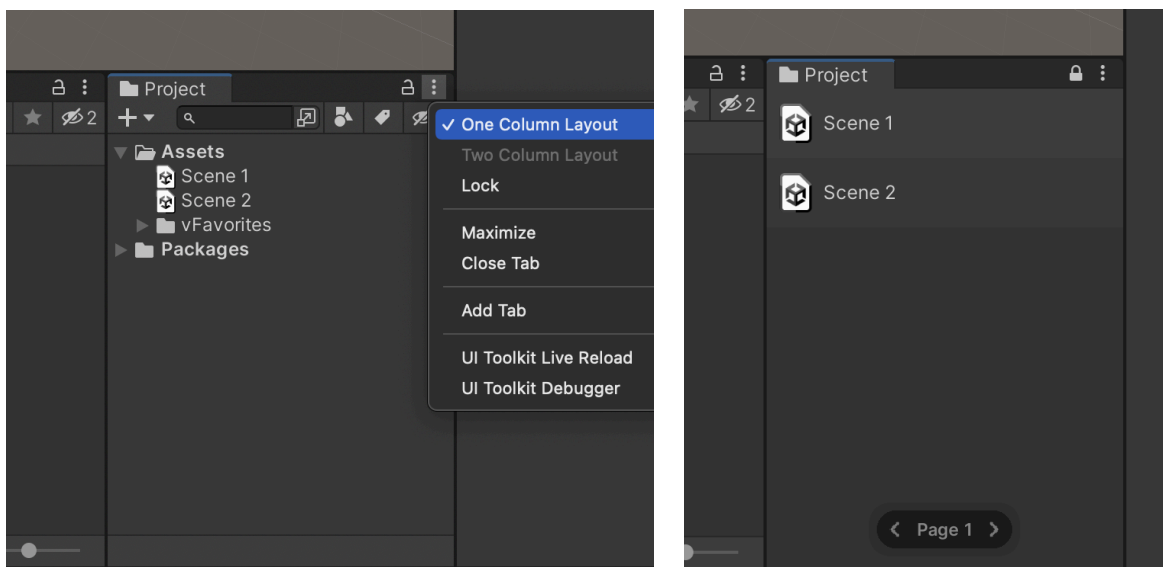 Project
2
Assets
Scene 1
Scene 2
vFavorites
Packages
One Column Layout
Two Column Layout
Lock
Maximize
Close Tab
Add Tab
UI Toolkit Live Reload
UI Toolkit Debugger
Project
2
Scene 1
Scene 2
Page 1